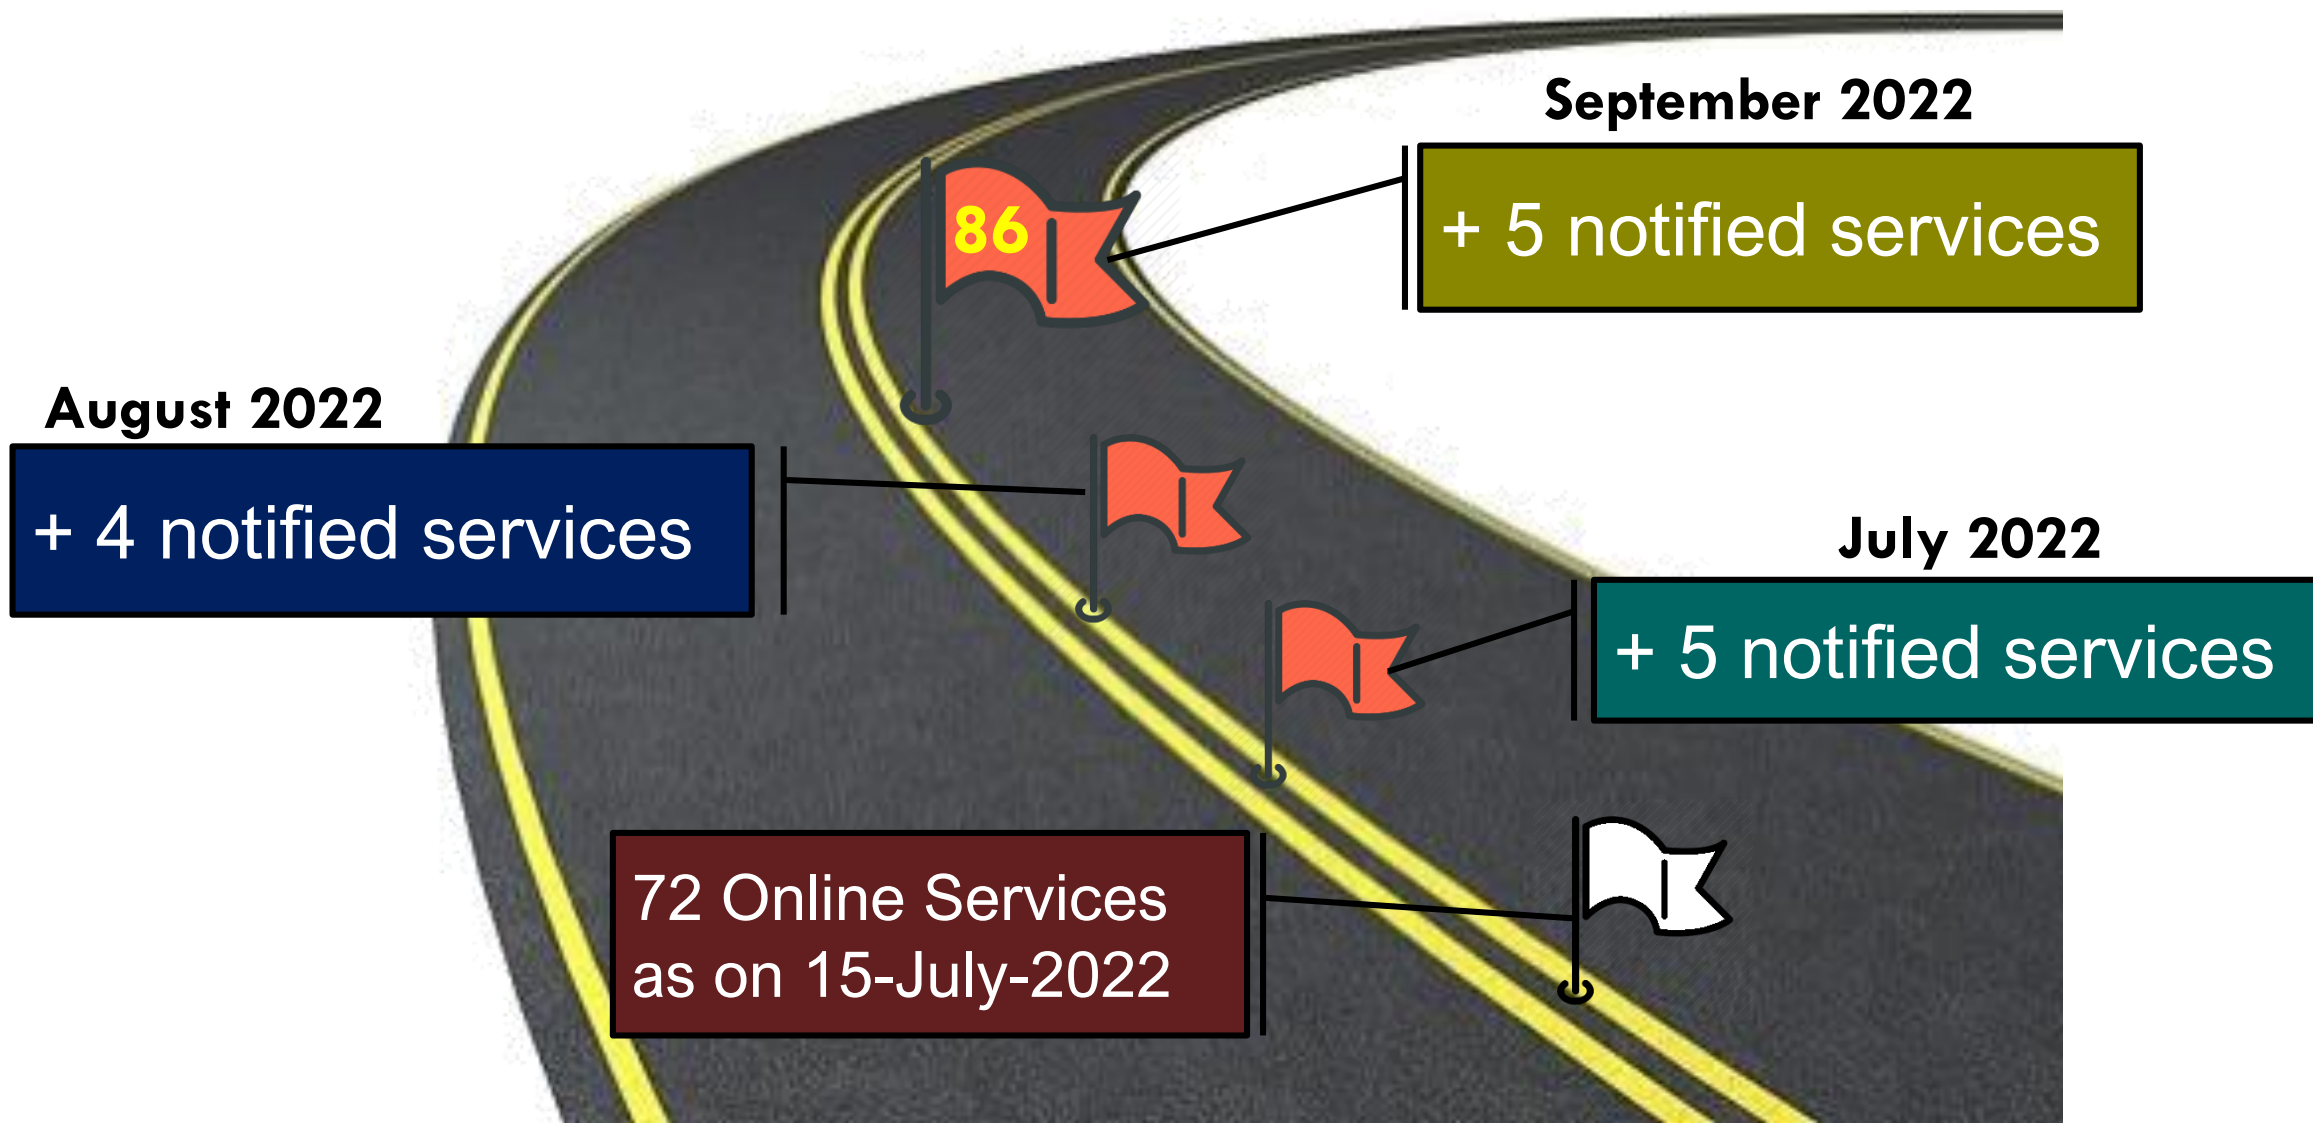 September 2022
+ 5 notified services
86
August 2022
+ 4 notified services
July 2022
+ 5 notified services
72 Online Services
as on 15-July-2022